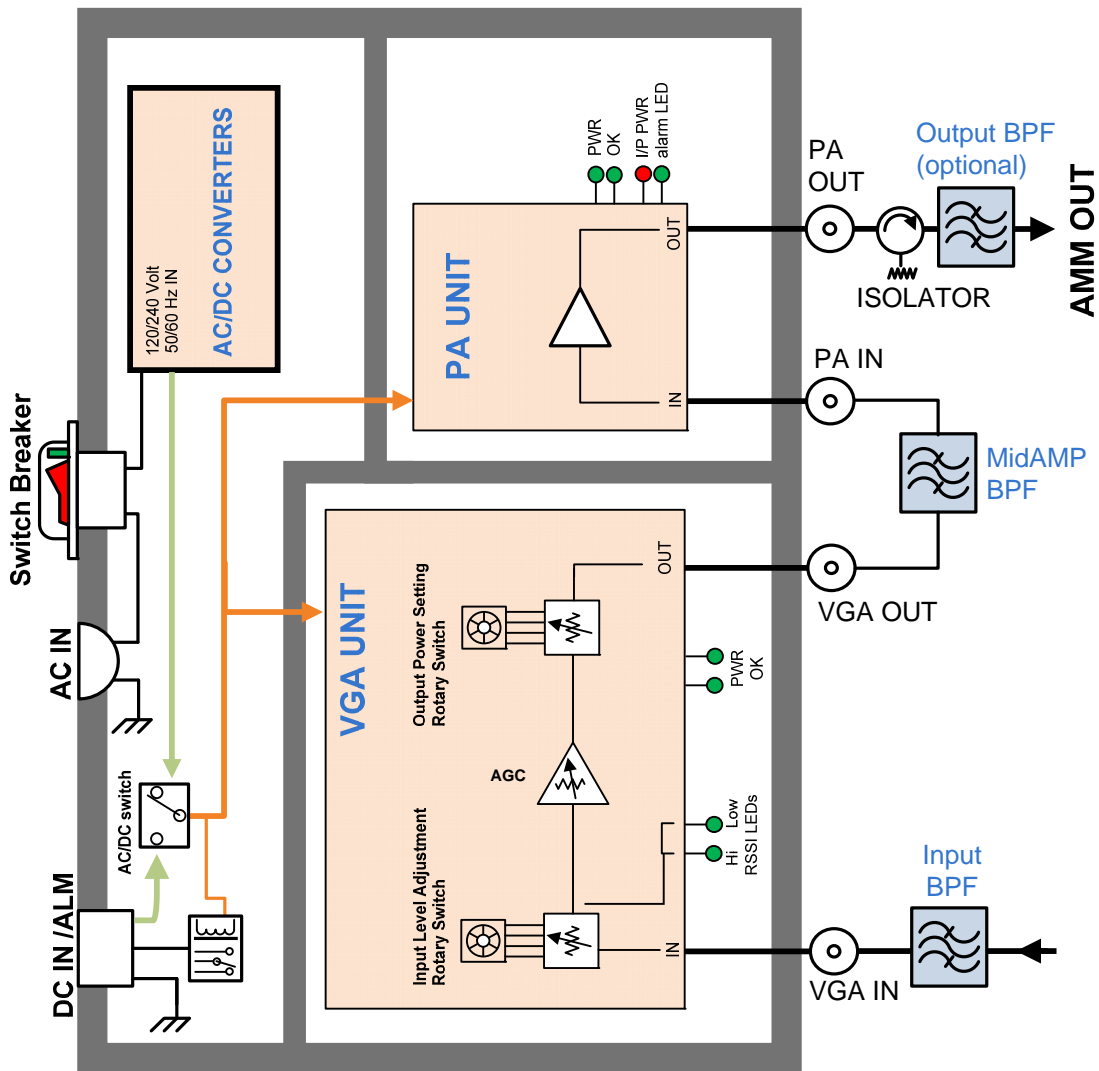 120/240 Volt
50/60 Hz IN
AC/DC CONVERTERS
Switch Breaker
AC IN
AC/DC switch
DC IN /ALM
PA UNIT
IN
OUT
PWR
OK
I/P PWR
alarm LED
PA
OUT
ISOLATOR
Output BPF
(optional)
AMM OUT
PA IN
MidAMP
BPF
VGA OUT
VGA UNIT
Output Power Setting
Rotary Switch
OUT
AGC
PWR
OK
Input Level Adjustment
Rotary Switch
Hi
Low
RSSI LEDs
IN
VGA IN
Input
BPF